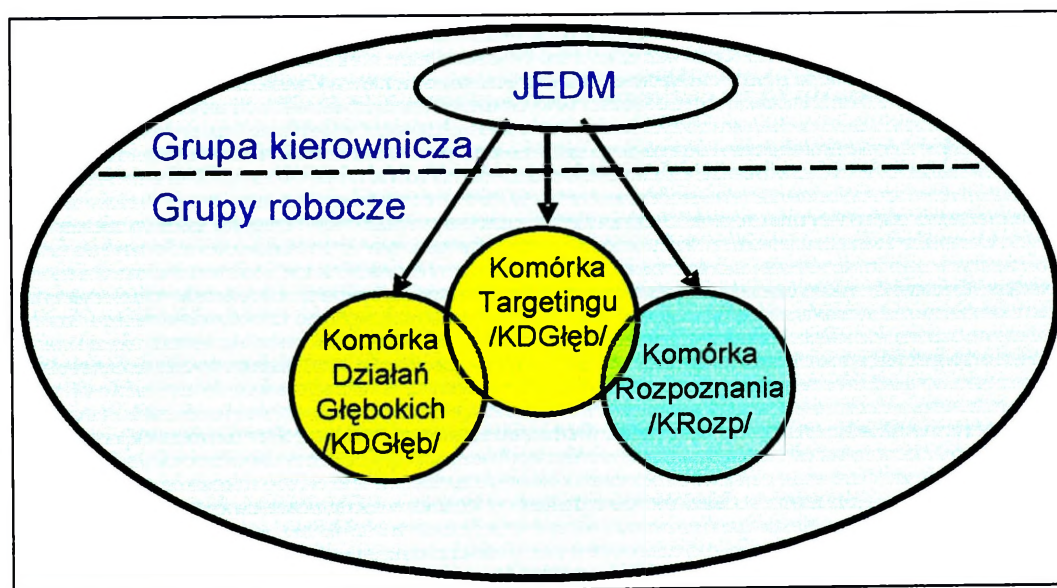 JEDM
Grupa kierownicza
Grupy robocze
Komórka
Targetingu
/KDGłęb/
Komórka
Działań
Głębokich
/KDGłęb/
Komórka
Rozpoznania
/KRozp/